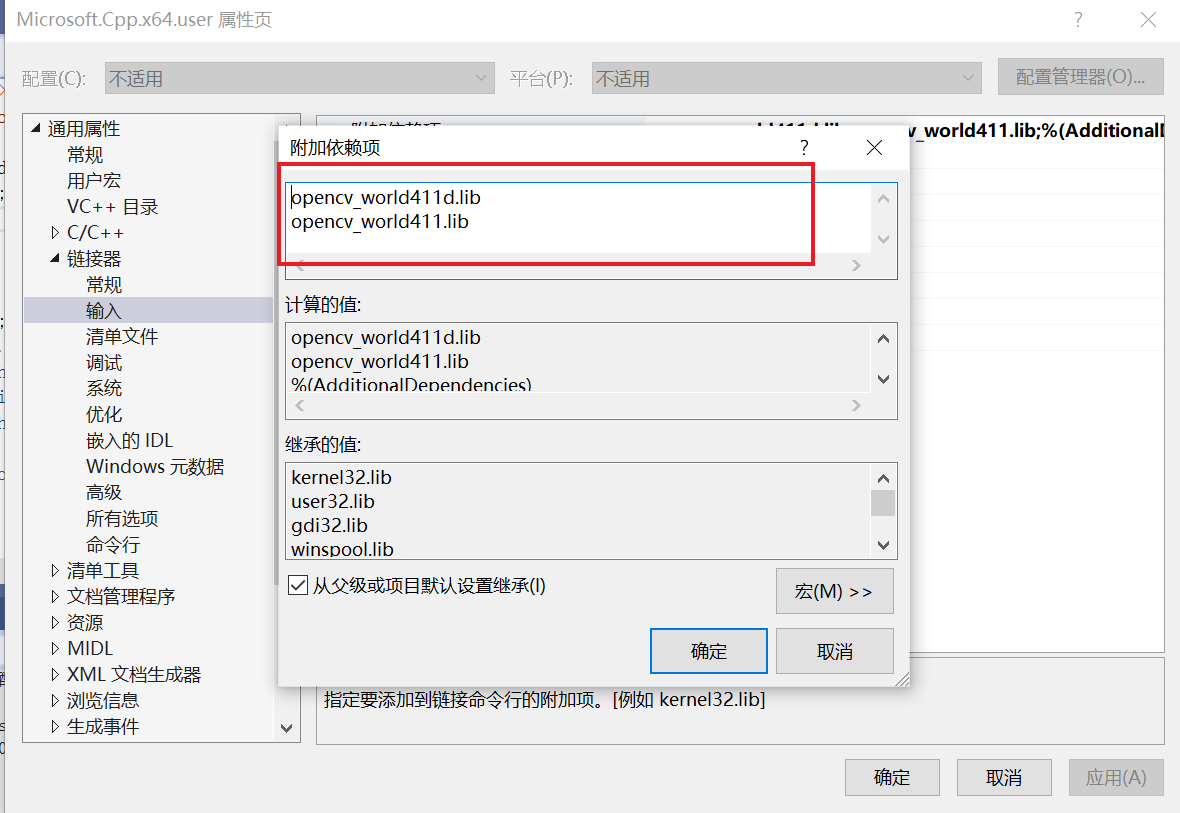 Microsoft.Cpp.x64.user 属性页
?
配置(C):
不适用
平台(P):
不适用
配置管理器(O)...
通用属性
常规
用户宏
VC++ 目录
C/C++
链接器
常规
输入
清单文件
调试
系统
优化
嵌入的 IDL
Windows 元数据
高级
所有选项
命令行
清单工具
文档管理程序
资源
MIDL
XML 文档生成器
浏览信息
生成事件
_world411.lib;%(Additional
附加依赖项
?
opencv_world411d.lib
opencv_world411.lib
计算的值:
opencv_world411d.lib
opencv_world411.lib
%(AdditionalDependencies)
继承的值:
kernel32.lib
user32.lib
gdi32.lib
winspool.lib
从父级或项目默认设置继承(I)
宏(M) >>
确定
取消
指定要添加到链接命令行的附加项。[例如 kernel32.lib]
确定
取消
应用(A)